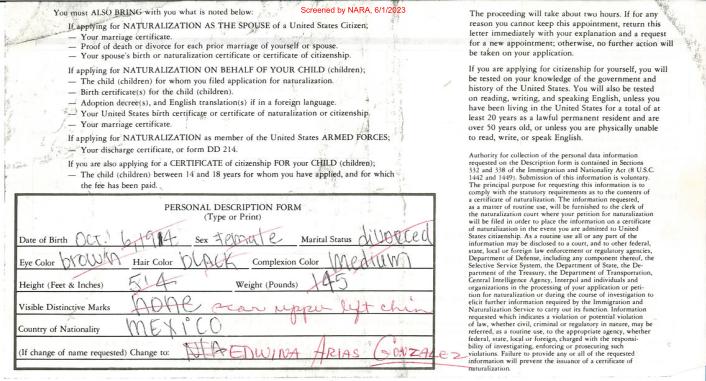 Screened by NARA, 6/1/2023
You must ALSO BRING with you what is noted below:
If applying for NATURALIZATION AS THE SPOUSE of a United States Citizen;
— Your marriage certificate.
— Proof of death or divorce for each prior marriage of yourself or spouse.
— Your spouse's birth or naturalization certificate or certificate of citizenship.
If applying for NATURALIZATION ON BEHALF OF YOUR CHILD (children);
— The child (children) for whom you filed application for naturalization.
— Birth certificate(s) for the child (children).
— Adoption decree(s), and English translation(s) if in a foreign language.
— Your United States birth certificate or certificate of naturalization or citizenship.
— Your marriage certificate.
If applying for NATURALIZATION as member of the United States ARMED FORCES;
— Your discharge certificate, or form DD 214.
If you are also applying for a CERTIFICATE of citizenship FOR your CHILD (children);
— The child (children) between 14 and 18 years for whom you have applied, and for which
the fee has been paid.
PERSONAL DESCRIPTION FORM
(Type or Print)
Date of Birth Oct. 6, Sex female Marital Status divorced
Eye Color brown Hair Color bLACK Complexion Color Medium
Height (Feet & Inches) 5'4 Weight (Pounds) 145
Visible Distinctive Marks none scar upper left chin
Country of Nationality MEXICO
(If change of name requested) Change to: N/A EDWINA ARIAS GONZALEZ
The proceeding will take about two hours. If for any
reason you cannot keep this appointment, return this
letter immediately with your explanation and a request
for a new appointment; otherwise, no further action will
be taken on your application.
If you are applying for citizenship for yourself, you will
be tested on your knowledge of the government and
history of the United States. You will also be tested
on reading, writing, and speaking English, unless you
have been living in the United States for a total of at
least 20 years as a lawful permanent resident and are
over 50 years old, or unless you are physically unable
to read, write, or speak English.
Authority for collection of the personal data information
requested on the Description form is contained in Sections
332 and 338 of the Immigration and Nationality Act (8 U.S.C.
1442 and 1449). Submission of this information is voluntary.
The principal purpose for requesting this information is to
comply with the statutory requirements as to the contents of
a certificate of naturalization. The information requested,
as a matter of routine use, will be furnished to the clerk of
the naturalization court where your petition for naturalization
will be filed in order to place the information on a certificate
of naturalization in the event you are admitted to United
States citizenship. As a routine use all or any part of the
information may be disclosed to a court, and to other federal,
state, local or foreign law enforcement or regulatory agencies,
Department of Defense, including any component thereof, the
Selective Service System, the Department of State, the De-
partment of the Treasury, the Department of Transportation,
Central Intelligence Agency, Interpol and individuals and
organizations in the processing of your application or peti-
tion for naturalization or during the course of investigation to
elicit further information required by the Immigration and
Naturalization Service to carry out its function. Information
requested which indicates a violation or potential violation
of law, whether civil, criminal or regulatory in nature, may be
referred, as a routine use, to the appropriate agency, whether
federal, state, local or foreign, charged with the responsi-
bility of investigating, enforcing or prosecuting such
violations. Failure to provide any or all of the requested
information will prevent the issuance of a certificate of
naturalization.